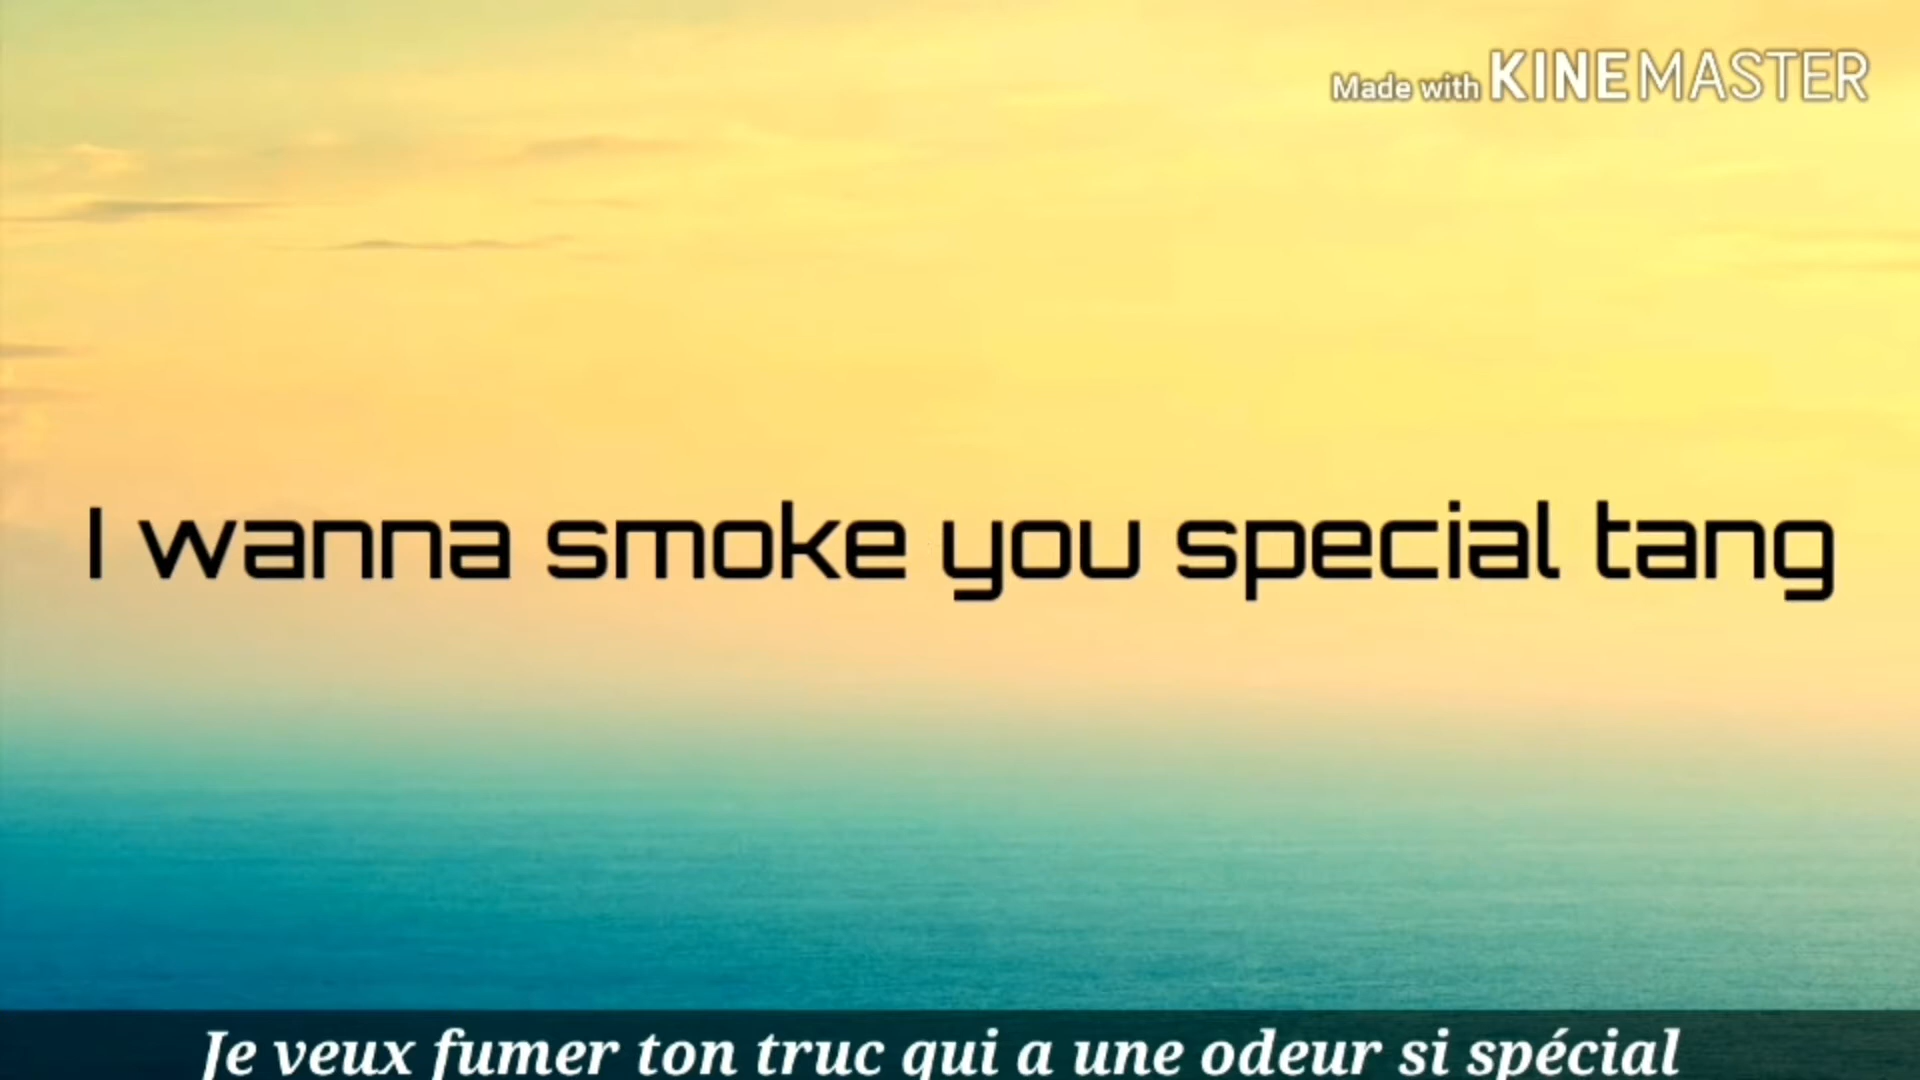 Made with KINEMASTER
I wanna smoke you special tang
Je veux fumer ton truc qui a une odeur si spécial